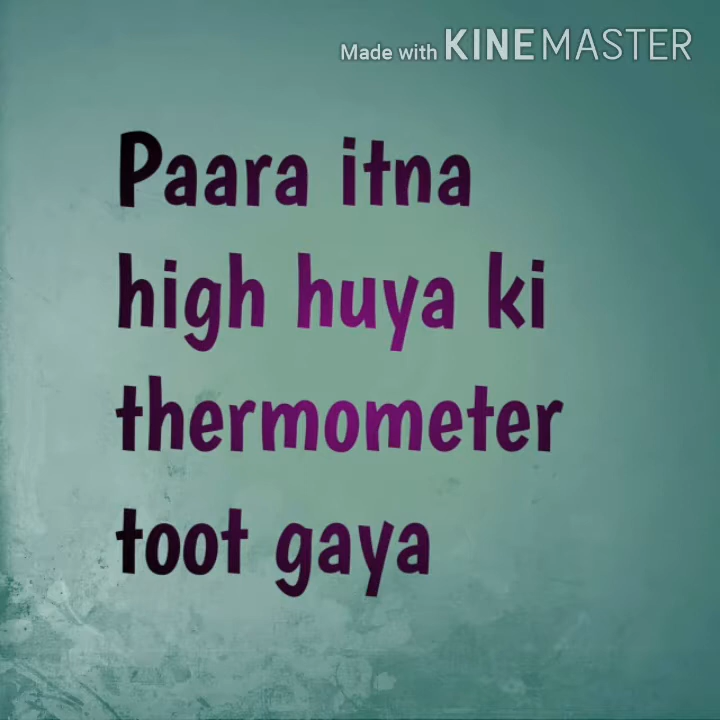 Made with KINEMASTER
Paara itna
high huya ki
thermometer
toot gaya